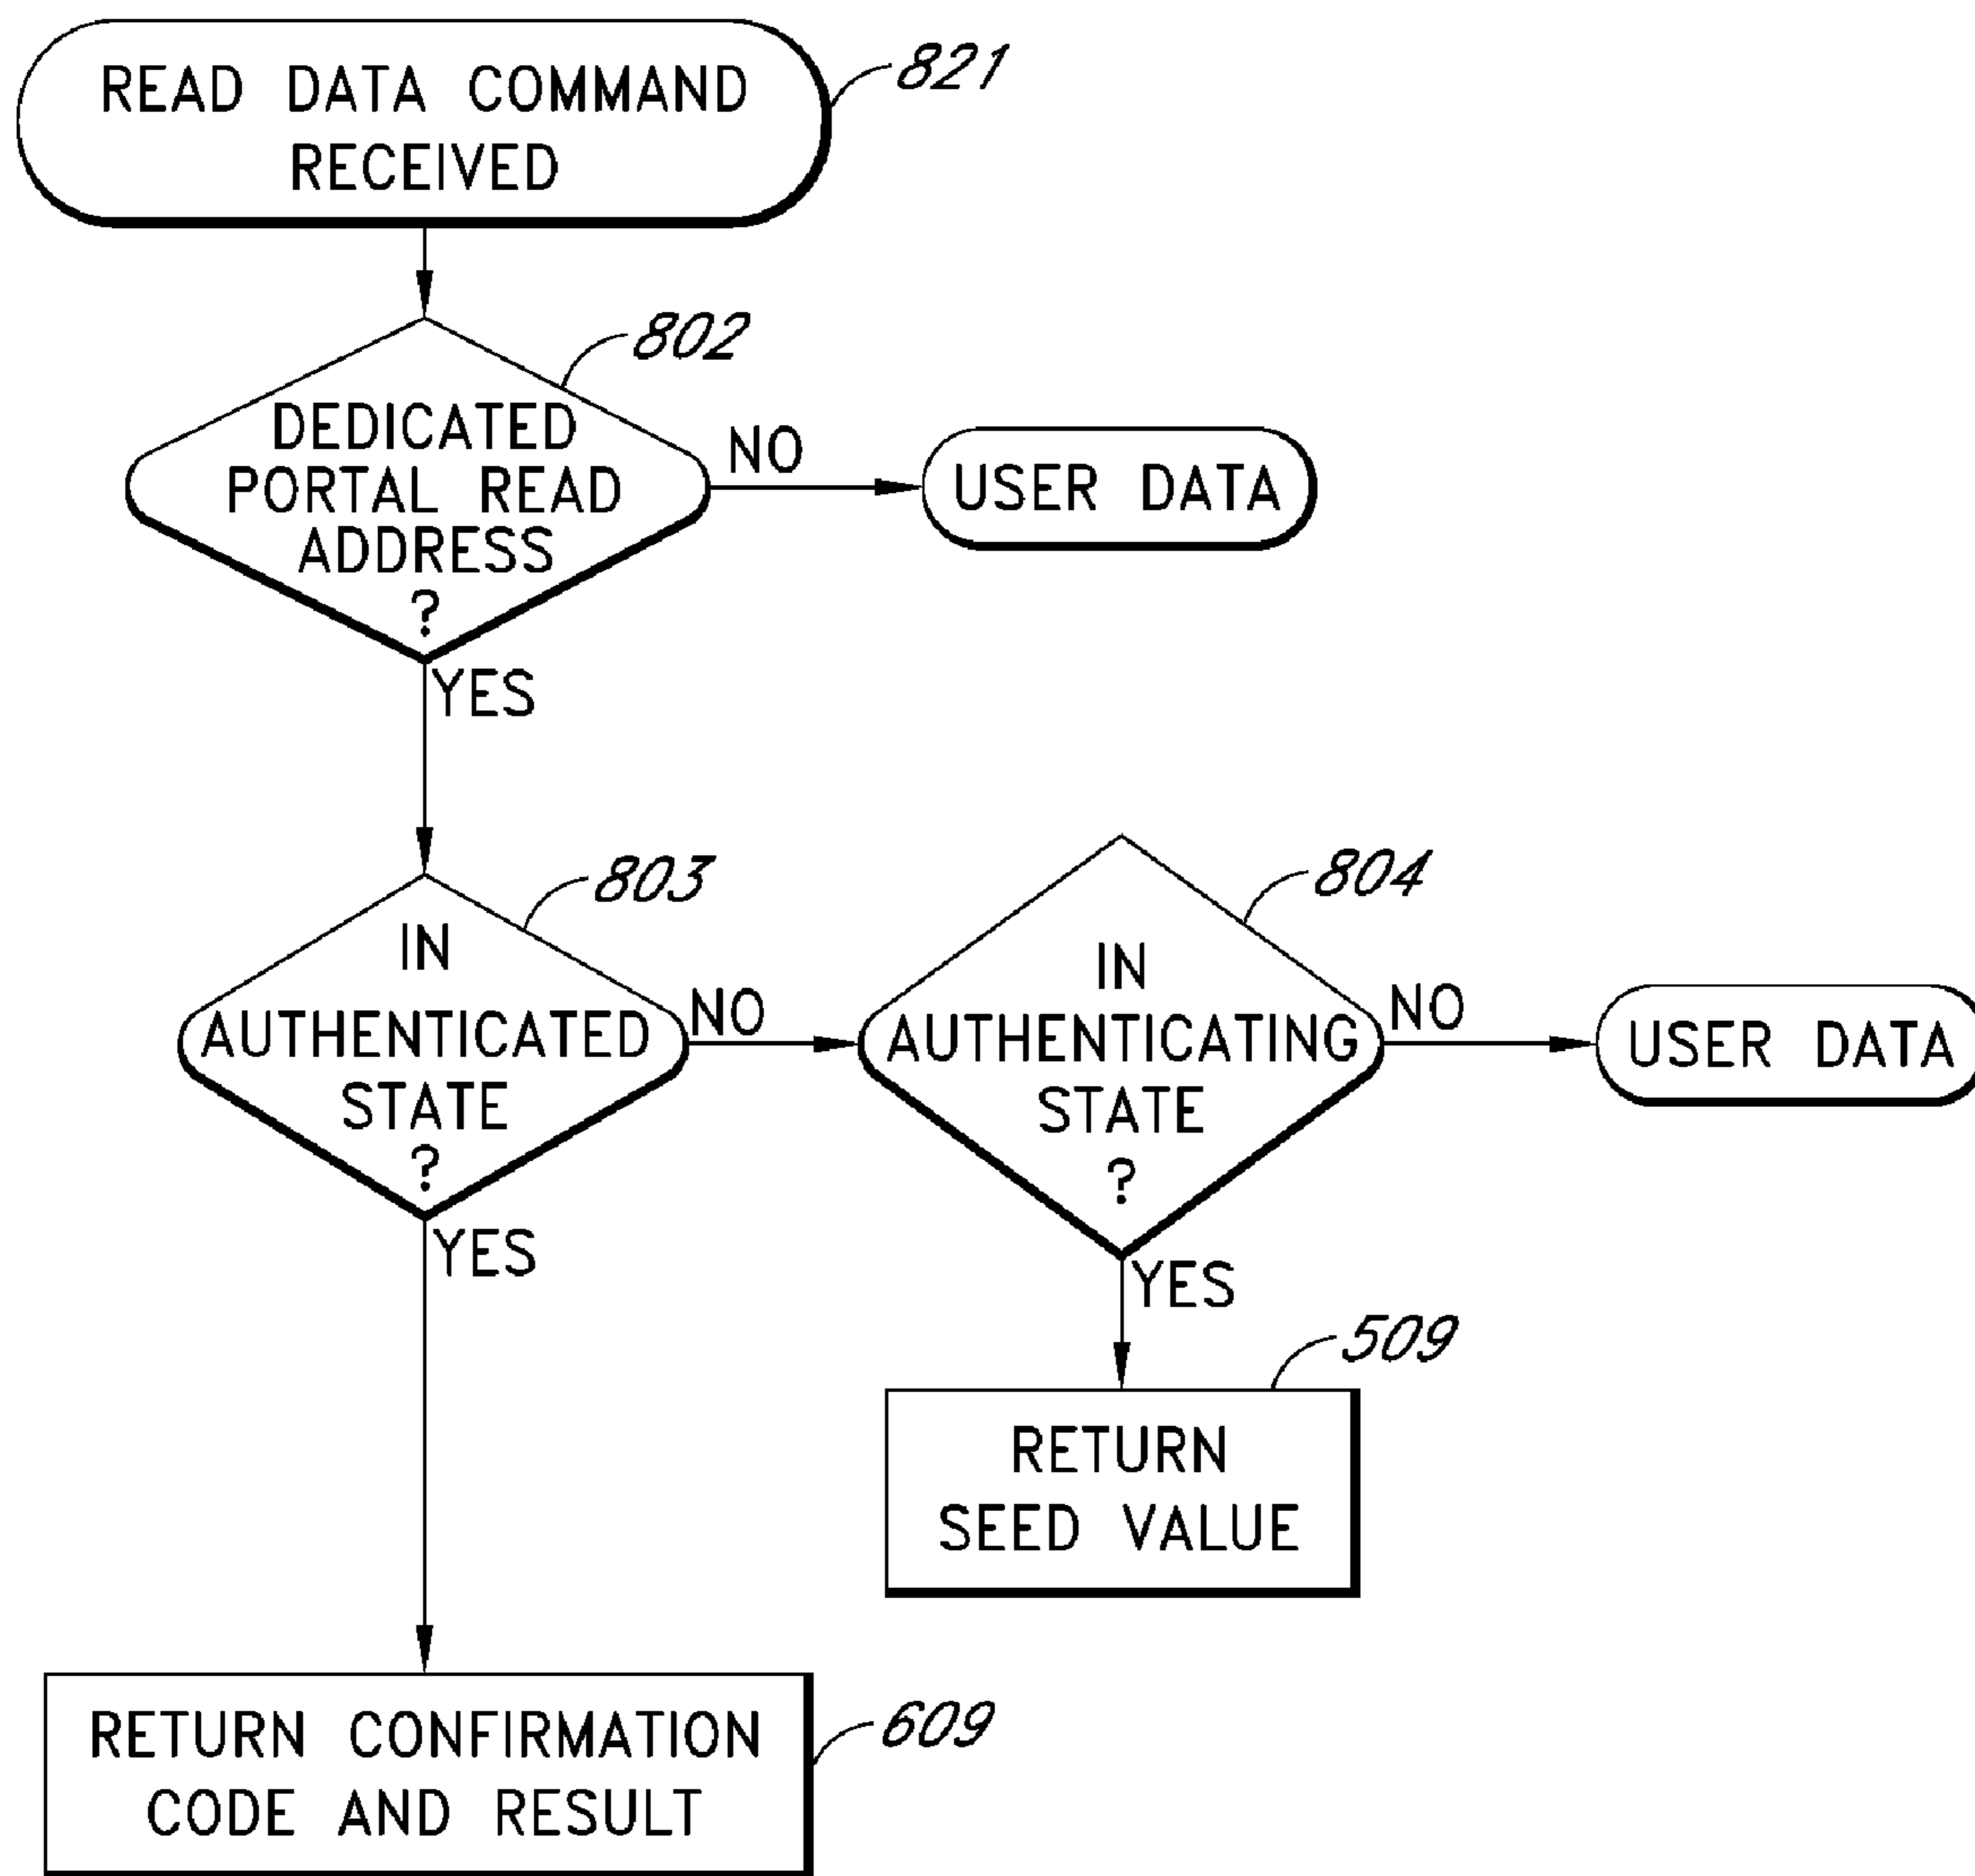 READ DATA COMMAND
RECEIVED
821
802
DEDICATED
PORTAL READ
ADDRESS
?
NO
USER DATA
YES
803
IN
AUTHENTICATED
STATE
?
NO
804
IN
AUTHENTICATING
STATE
?
NO
USER DATA
YES
YES
509
RETURN
SEED VALUE
RETURN CONFIRMATION
CODE AND RESULT
609